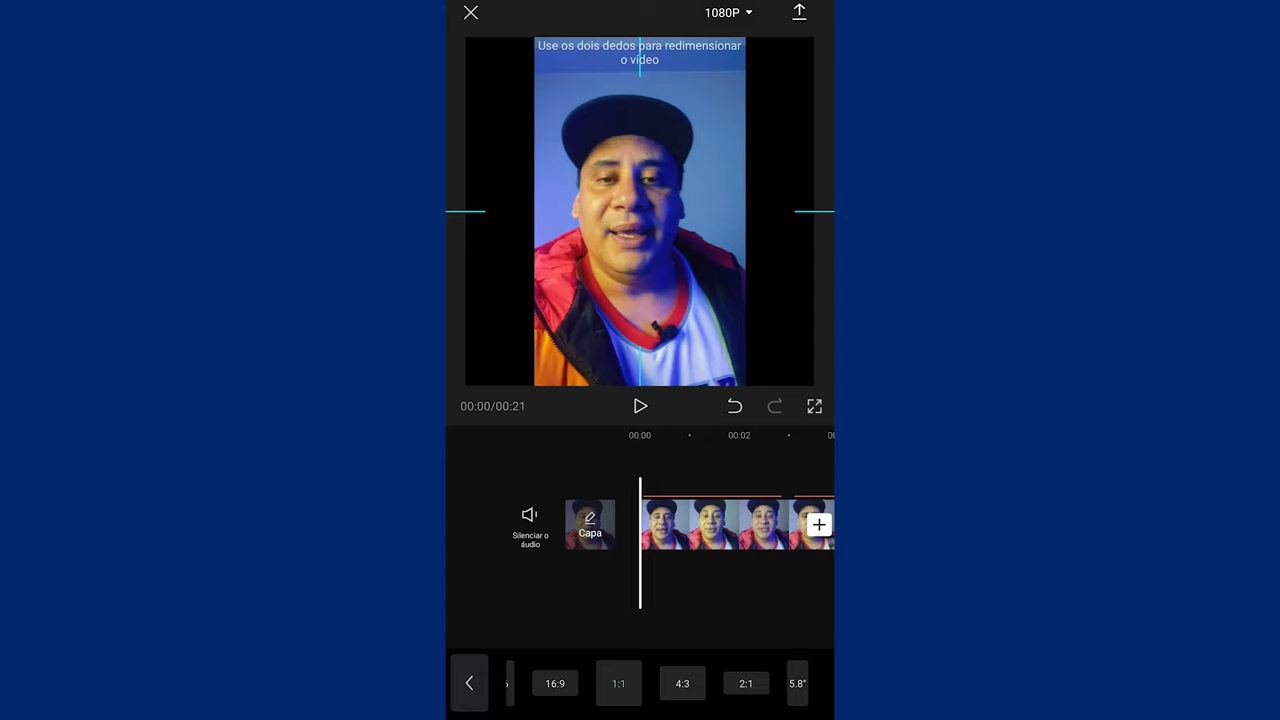 1080P
Use os dois dedos para redimensionar
o vídeo
00:00/00:21
00:00
00:02
Silenciar o
áudio
Capa
16:9
1:1
4:3
2:1
5.8"